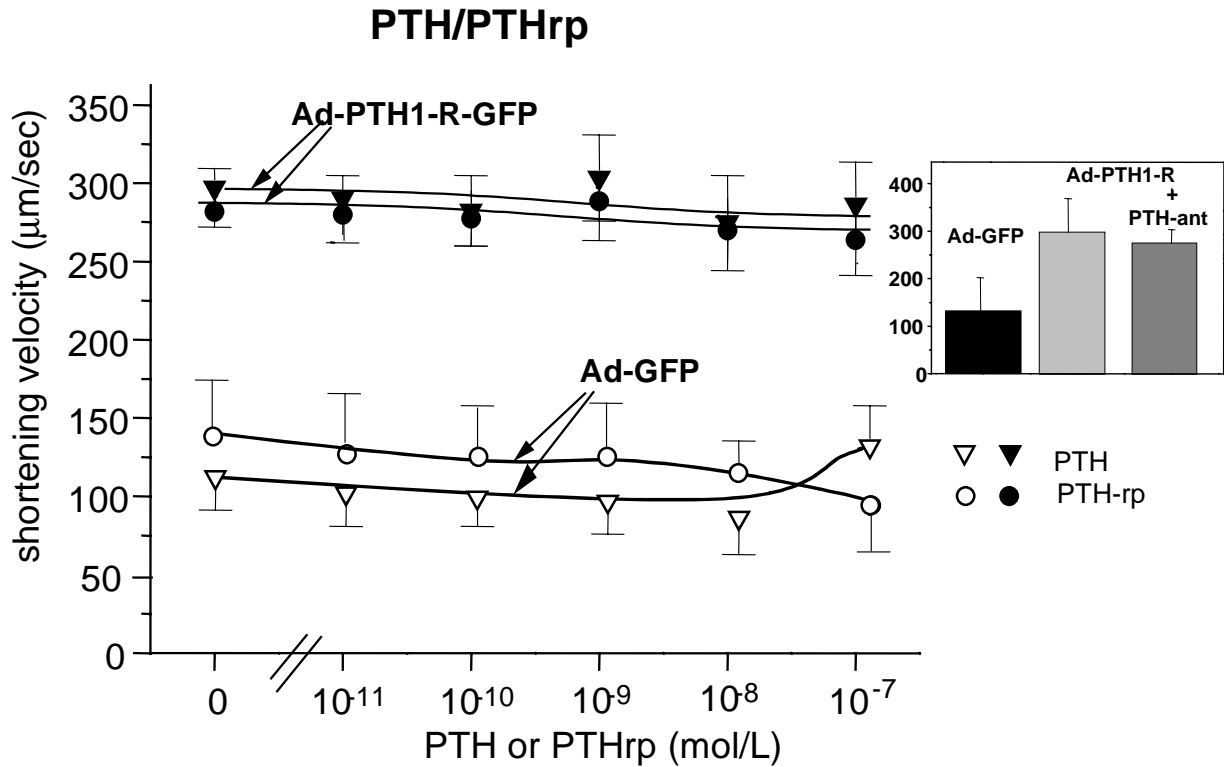 PTH/PTHrp
shortening velocity (µm/sec)
350
300
250
200
150
100
50
0
Ad-PTH1-R-GFP
Ad-GFP
0
10-11
10-10
10-9
10-8
10-7
PTH or PTHrp (mol/L)
400
300
200
100
0
Ad-GFP
Ad-PTH1-R
+
PTH-ant
PTH
PTH-rp